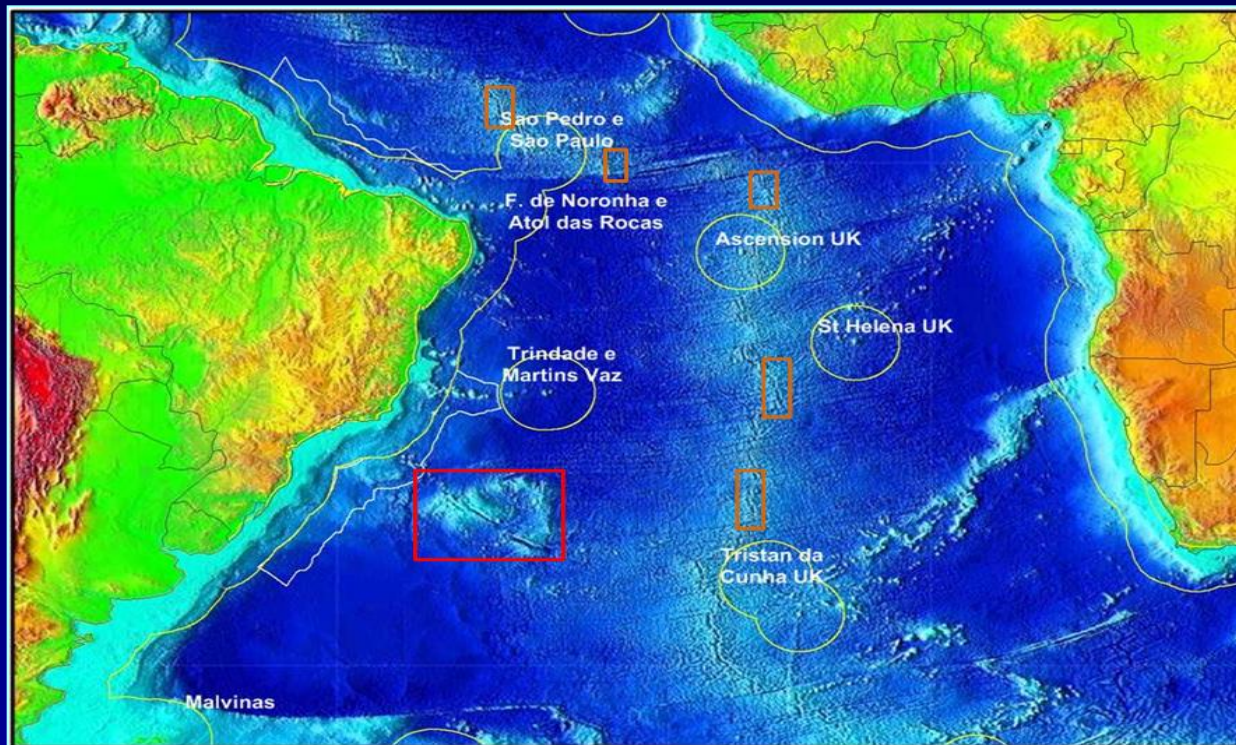 Sao Pedro e
São Paulo
F. de Noronha e
Atol das Rocas
Ascension UK
St Helena UK
Trindade e
Martins Vaz
Tristan da
Cunha UK
Malvinas